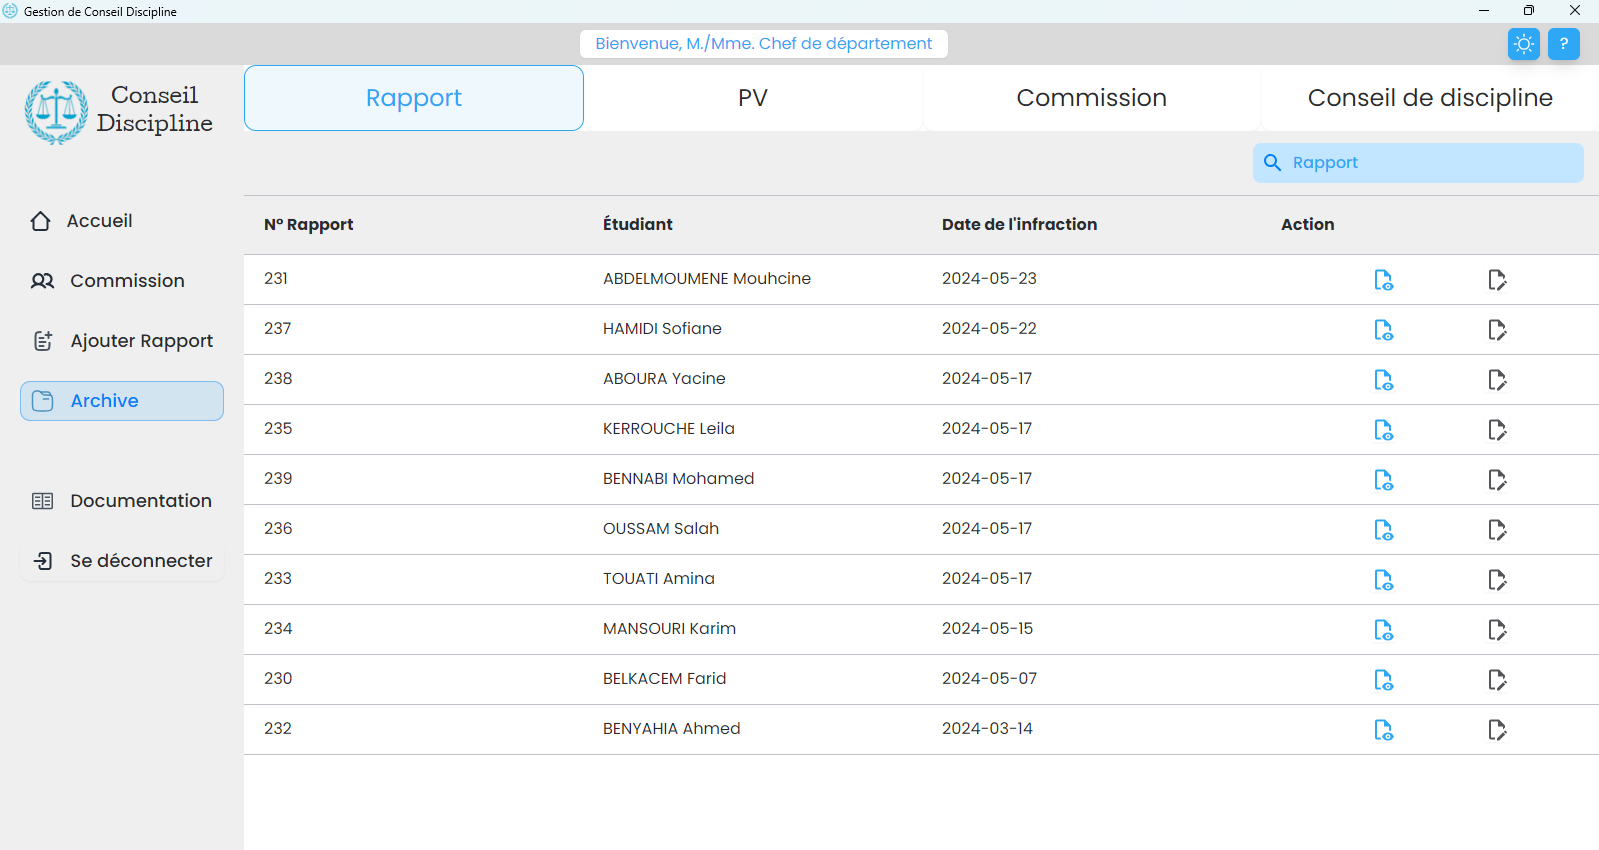 Gestion de Conseil Discipline
Bienvenue, M./Mme. Chef de département
?
Conseil
Discipline
Accueil
Commission
Ajouter Rapport
Archive
Documentation
Se déconnecter
Rapport PV Commission Conseil de discipline
Rapport
N° Rapport Étudiant Date de l'infraction Action
231 ABDELMOUMENE Mouhcine 2024-05-23
237 HAMIDI Sofiane 2024-05-22
238 ABOURA Yacine 2024-05-17
235 KERROUCHE Leila 2024-05-17
239 BENNABI Mohamed 2024-05-17
236 OUSSAM Salah 2024-05-17
233 TOUATI Amina 2024-05-17
234 MANSOURI Karim 2024-05-15
230 BELKACEM Farid 2024-05-07
232 BENYAHIA Ahmed 2024-03-14